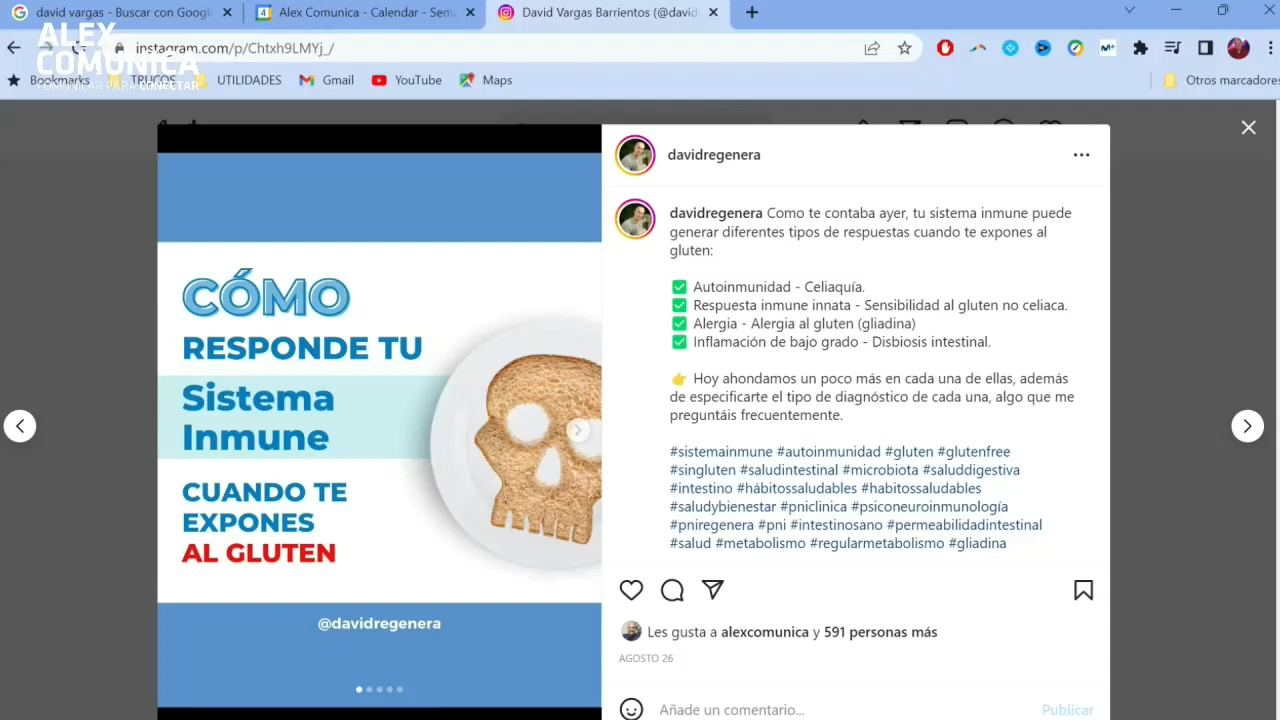 david vargas - Buscar con Googl
Alex Comunica - Calendar - Sema
David Vargas Barrientos (@david
ALEX
COMUNICA
COMUNICAR PARA CONECTAR
instagram.com/p/Chtxh9LMYj_/
Bookmarks
TRUCOS
UTILIDADES
Gmail
YouTube
Maps
Otros marcadores
CÓMO
RESPONDE TU
Sistema
Inmune
CUANDO TE
EXPONES
AL GLUTEN
@davidregenera
davidregenera
davidregenera Como te contaba ayer, tu sistema inmune puede
generar diferentes tipos de respuestas cuando te expones al
gluten:
✅ Autoinmunidad - Celiaquía.
✅ Respuesta inmune innata - Sensibilidad al gluten no celiaca.
✅ Alergia - Alergia al gluten (gliadina)
✅ Inflamación de bajo grado - Disbiosis intestinal.
👉 Hoy ahondamos un poco más en cada una de ellas, además
de especificarte el tipo de diagnóstico de cada una, algo que me
preguntáis frecuentemente.
#sistemainmune #autoinmunidad #gluten #glutenfree
#singluten #saludintestinal #microbiota #saluddigestiva
#intestino #hábitossaludables #habitossaludables
#saludybienestar #pniclinica #psiconeuroinmunología
#pniregenera #pni #intestinosano #permeabilidadintestinal
#salud #metabolismo #regularmetabolismo #gliadina
Les gusta a alexcomunica y 591 personas más
AGOSTO 26
Añade un comentario...
Publicar